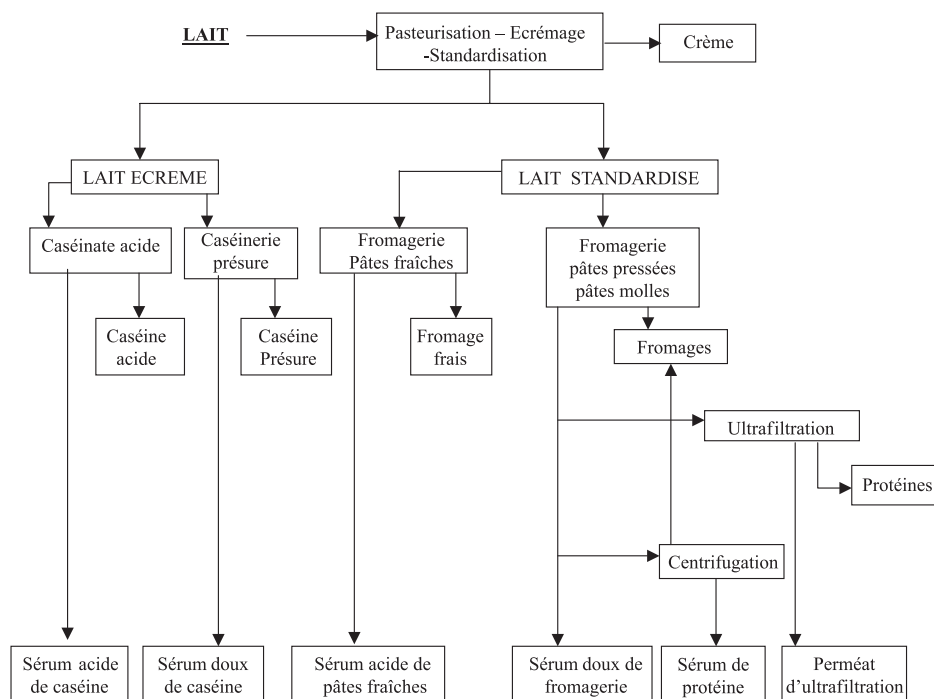 LAIT
Pasteurisation – Ecrémage
-Standardisation
Crème
LAIT ECREME
LAIT STANDARDISE
Caséinate acide
Caséinerie
présure
Fromagerie
Pâtes fraîches
Fromagerie
pâtes pressées
pâtes molles
Caséine
acide
Caséine
Présure
Fromage
frais
Fromages
Ultrafiltration
Protéines
Centrifugation
Sérum acide
de caséine
Sérum doux
de caséine
Sérum acide de
pâtes fraîches
Sérum doux de
fromagerie
Sérum de
protéine
Perméat
d'ultrafiltration